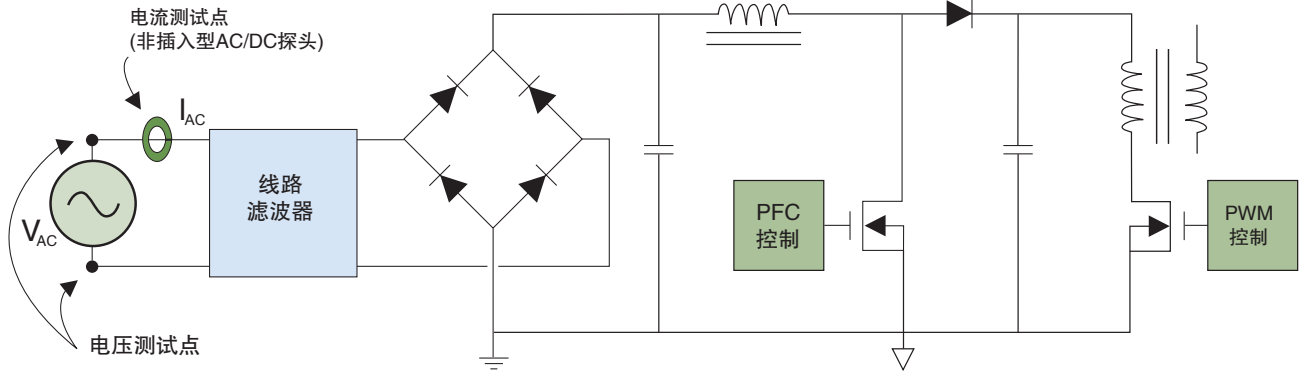 电流测试点
(非插入型AC/DC探头)
IAC
VAC
线路
滤波器
PFC
控制
PWM
控制
电压测试点